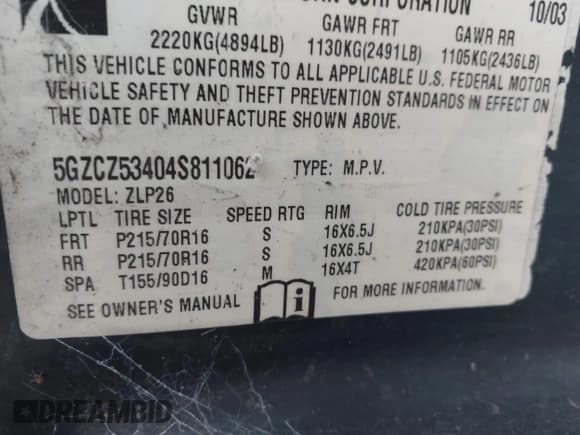 CORPORATION 10/03
GVWR GAWR FRT GAWR RR
2220KG(4894LB) 1130KG(2491LB) 1105KG(2436LB)
THIS VEHICLE CONFORMS TO ALL APPLICABLE U.S. FEDERAL MOTOR
VEHICLE SAFETY AND THEFT PREVENTION STANDARDS IN EFFECT ON
THE DATE OF MANUFACTURE SHOWN ABOVE.
5GZCZ53404S811062 TYPE: M.P.V.
MODEL: ZLP26
LPTL TIRE SIZE SPEED RTG RIM COLD TIRE PRESSURE
FRT P215/70R16 S 16X6.5J 210KPA(30PSI)
RR P215/70R16 S 16X6.5J 210KPA(30PSI)
SPA T155/90D16 M 16X4T 420KPA(60PSI)
SEE OWNER'S MANUAL i FOR MORE INFORMATION.
DREAMBID